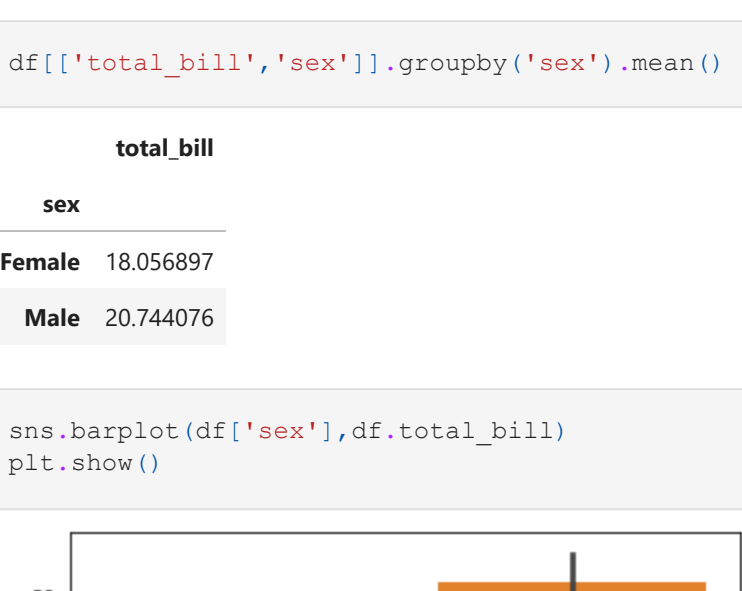 df[['total_bill','sex']].groupby('sex').mean()
total_bill
sex
Female 18.056897
Male 20.744076
sns.barplot(df['sex'],df.total_bill)
plt.show()